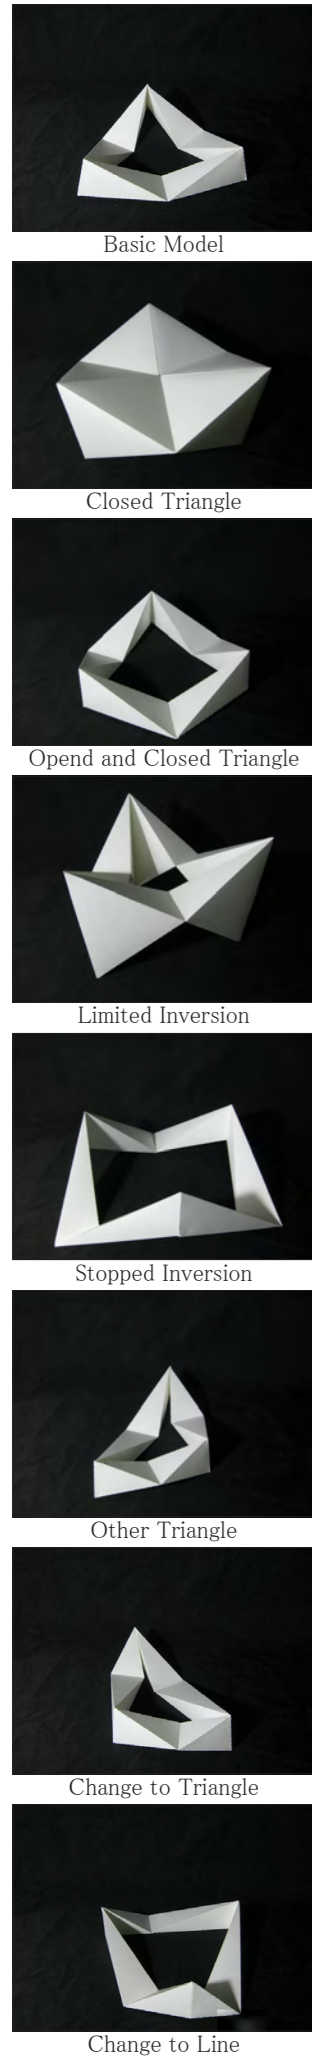 Basic Model
Closed Triangle
Opend and Closed Triangle
Limited Inversion
Stopped Inversion
Other Triangle
Change to Triangle
Change to Line